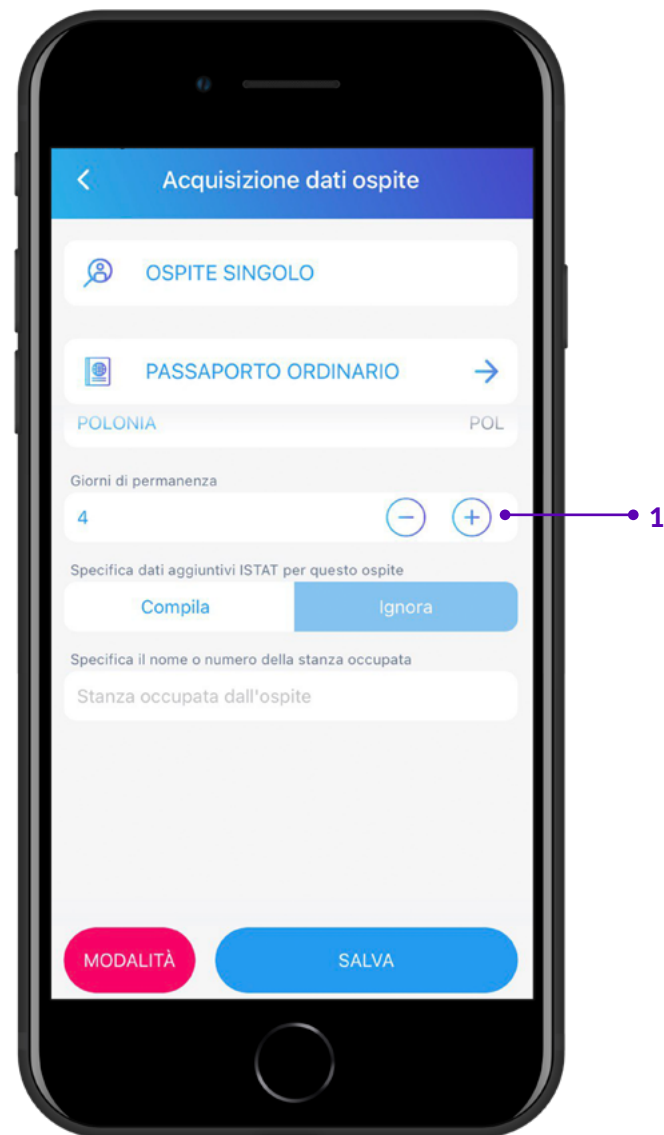 Acquisizione dati ospite
OSPITE SINGOLO
PASSAPORTO ORDINARIO
POLONIA POL
Giorni di permanenza
4
1
Specifica dati aggiuntivi ISTAT per questo ospite
Compila Ignora
Specifica il nome o numero della stanza occupata
Stanza occupata dall'ospite
MODALITÀ SALVA